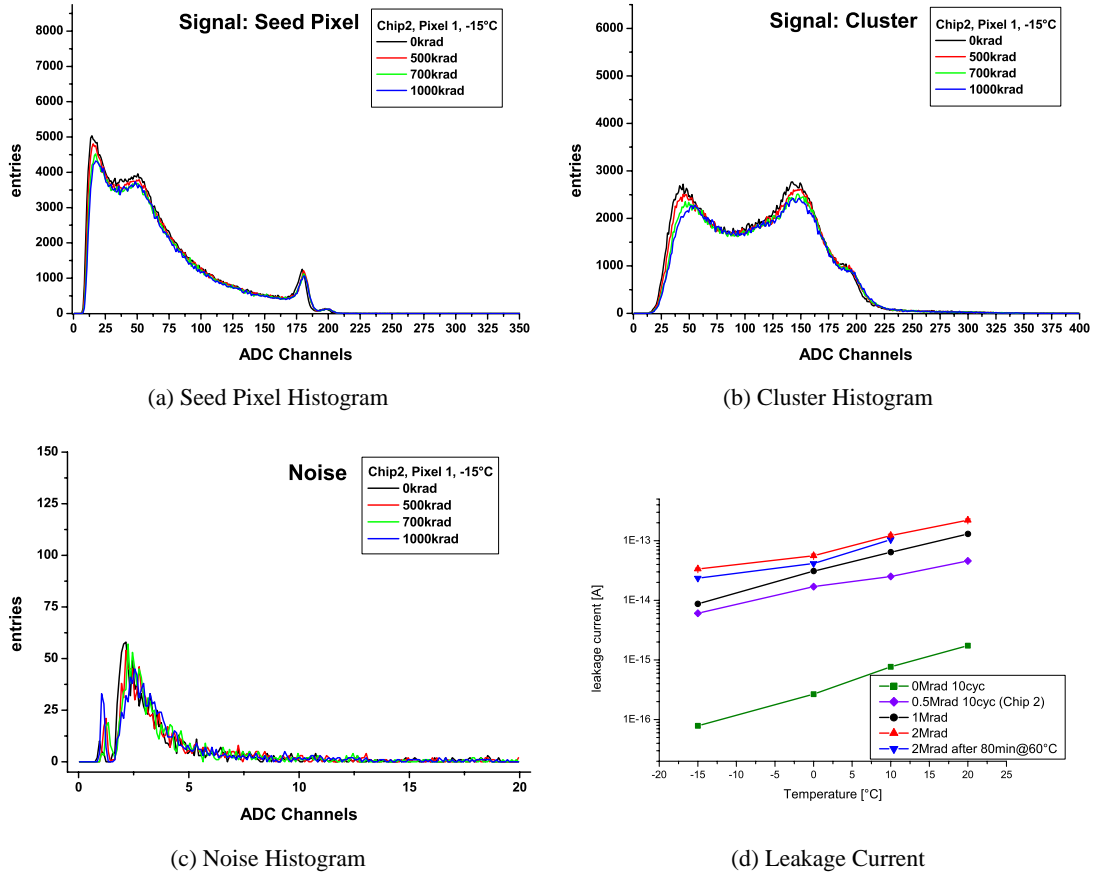 Signal: Seed Pixel
Chip2, Pixel 1, -15°C
0krad
500krad
700krad
1000krad
8000
7000
6000
5000
4000
3000
2000
1000
0
entries
0 25 50 75 100 125 150 175 200 225 250 275 300 325 350
ADC Channels
(a) Seed Pixel Histogram
Signal: Cluster
Chip2, Pixel 1, -15°C
0krad
500krad
700krad
1000krad
6000
5000
4000
3000
2000
1000
0
entries
0 25 50 75 100 125 150 175 200 225 250 275 300 325 350 375 400
ADC Channels
(b) Cluster Histogram
Noise
Chip2, Pixel 1, -15°C
0krad
500krad
700krad
1000krad
150
125
100
75
50
25
0
entries
0 5 10 15 20
ADC Channels
(c) Noise Histogram
1E-13
1E-14
1E-15
1E-16
leakage current [A]
0Mrad 10cyc
0.5Mrad 10cyc (Chip 2)
1Mrad
2Mrad
2Mrad after 80min@60°C
-20 -15 -10 -5 0 5 10 15 20 25
Temperature [°C]
(d) Leakage Current